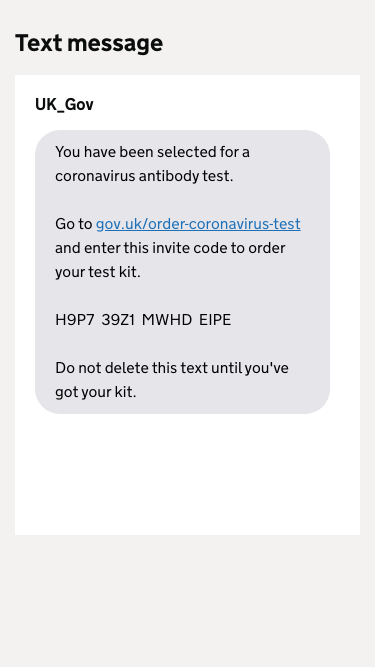 Text message
UK_Gov
You have been selected for a
coronavirus antibody test.
Go to gov.uk/order-coronavirus-test
and enter this invite code to order
your test kit.
H9P7 39Z1 MWHD EIPE
Do not delete this text until you've
got your kit.